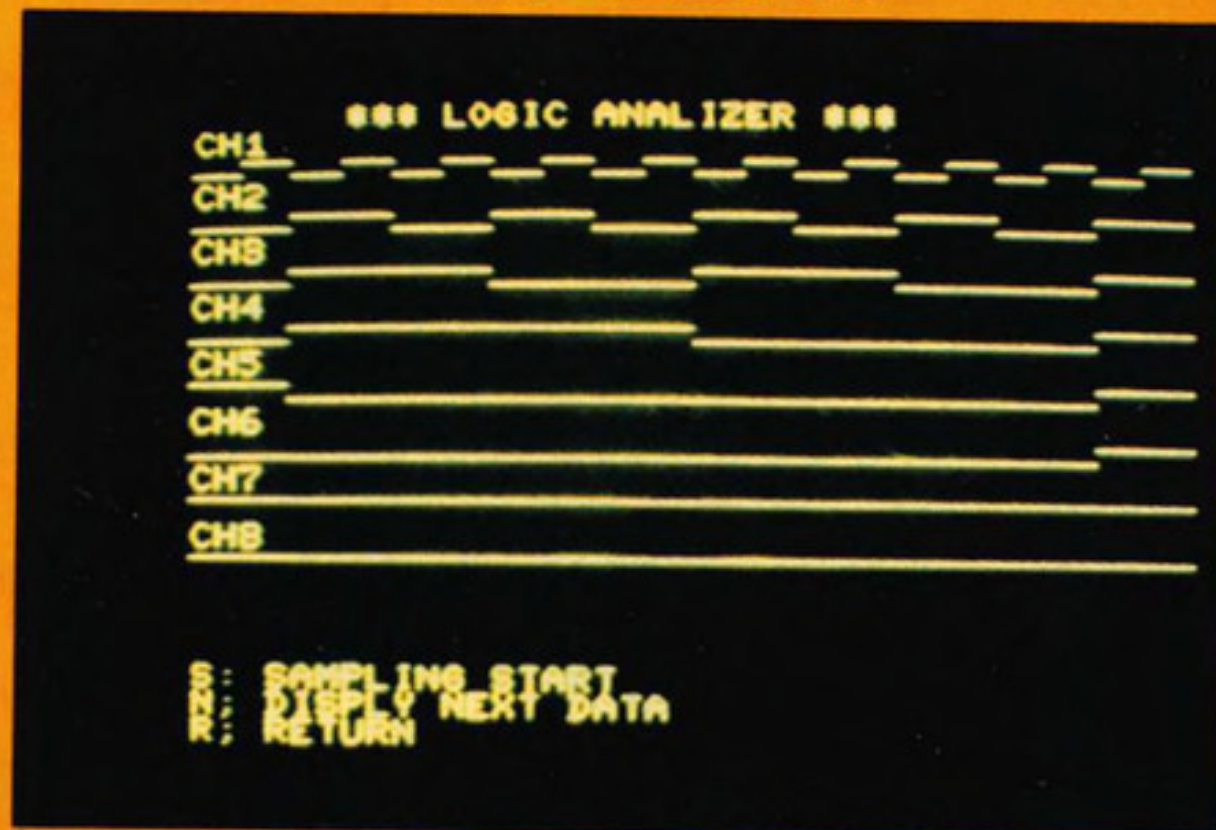 *** LOGIC ANALIZER ***
CH1
CH2
CH3
CH4
CH5
CH6
CH7
CH8
S: SAMPLING START
N: DISPLY NEXT DATA
R: RETURN